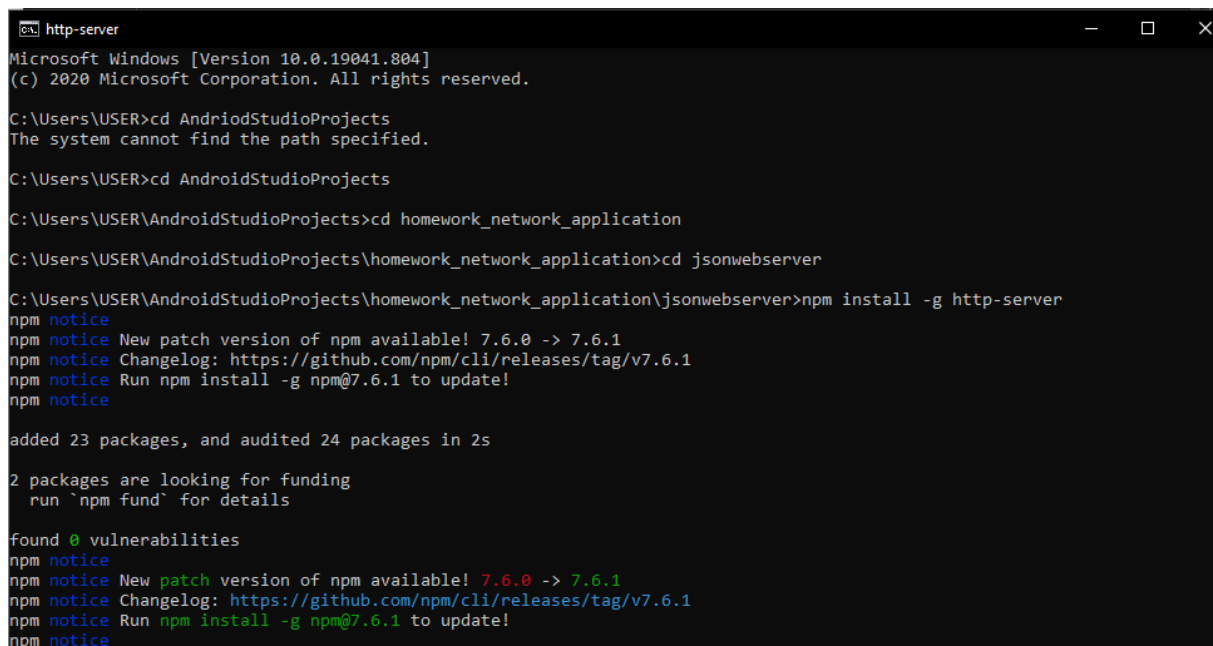 http-server
Microsoft Windows [Version 10.0.19041.804]
(c) 2020 Microsoft Corporation. All rights reserved.
C:\Users\USER>cd AndriodStudioProjects
The system cannot find the path specified.
C:\Users\USER>cd AndroidStudioProjects
C:\Users\USER\AndroidStudioProjects>cd homework_network_application
C:\Users\USER\AndroidStudioProjects\homework_network_application>cd jsonwebserver
C:\Users\USER\AndroidStudioProjects\homework_network_application\jsonwebserver>npm install -g http-server
npm notice
npm notice New patch version of npm available! 7.6.0 -> 7.6.1
npm notice Changelog: https://github.com/npm/cli/releases/tag/v7.6.1
npm notice Run npm install -g npm@7.6.1 to update!
npm notice
added 23 packages, and audited 24 packages in 2s
2 packages are looking for funding
  run `npm fund` for details
found 0 vulnerabilities
npm notice
npm notice New patch version of npm available! 7.6.0 -> 7.6.1
npm notice Changelog: https://github.com/npm/cli/releases/tag/v7.6.1
npm notice Run npm install -g npm@7.6.1 to update!
npm notice